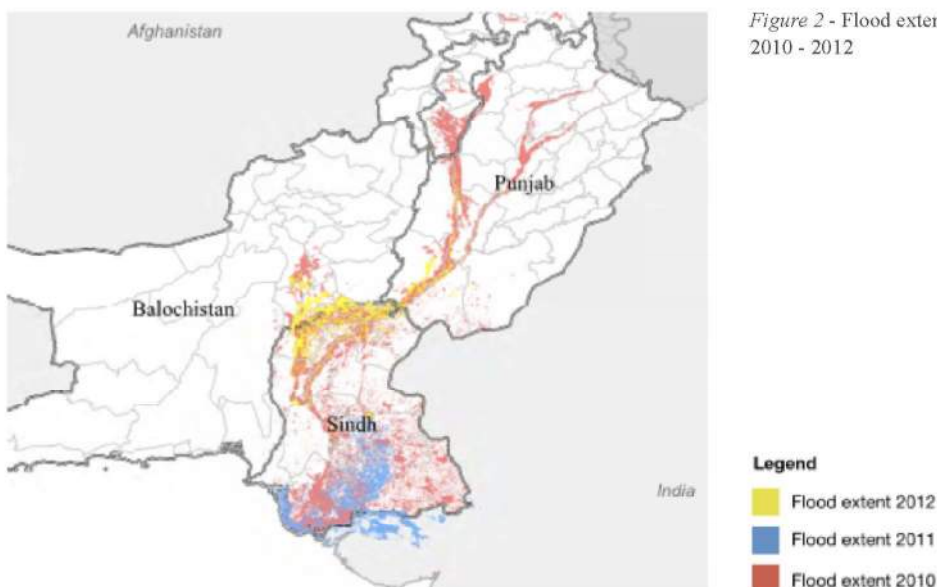 Figure 2 - Flood
2010 - 2012
Afghanistan
Punjab
Balochistan
Sindh
India
Legend
Flood extent 2012
Flood extent 2011
Flood extent 2010